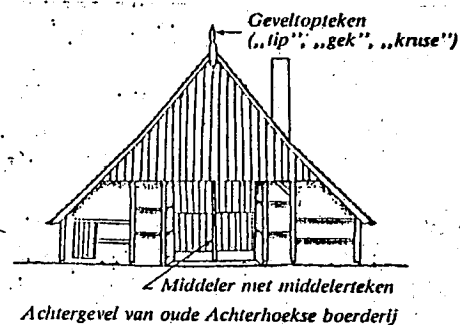 Geveltopteken
(„tip”; „gek”, „kruse”)
Middeler met middelerteken
Achtergevel van oude Achterhoekse boerderij